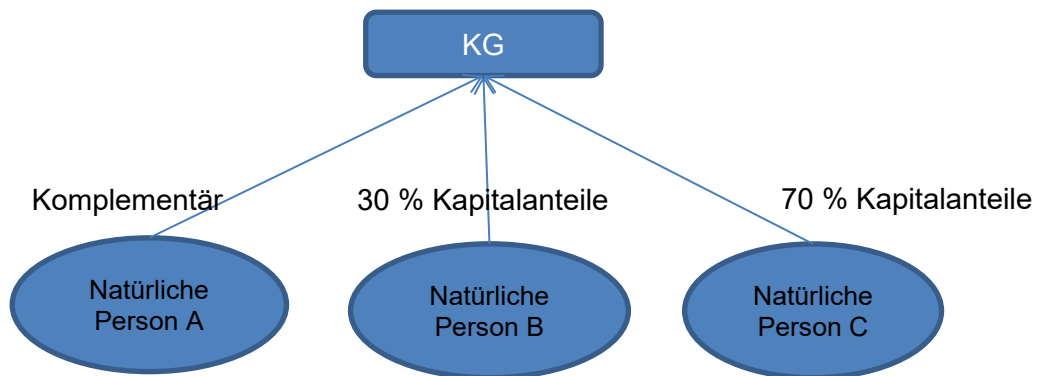 KG
Komplementär
30 % Kapitalanteile
70 % Kapitalanteile
Natürliche
Person A
Natürliche
Person B
Natürliche
Person C